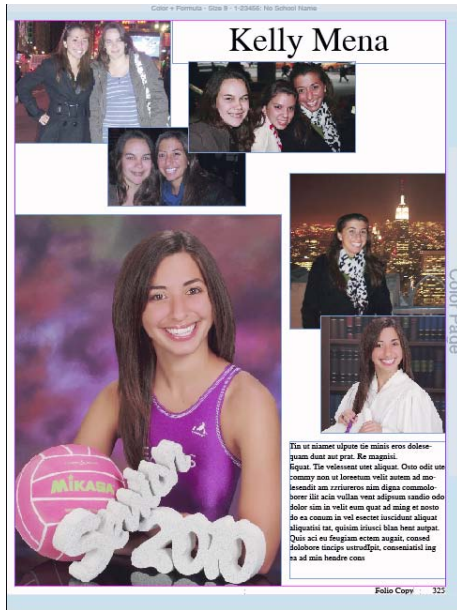 Color + Formula - Size 9 - 1-23456: No School Name
Kelly Mena
Color Page
MIKASA
Senior
2010
Tin ut niamet ulpute tie minis eros dolese-
quam dunt aut prat. Re magnisi.
Equat. Tie velessent utet aliquat. Osto odit ute
commy non ut loreetum velit autem ad mo-
lesendit am zzriureros nim digna commolo-
borer ilit acin vullan vent adipsum sandio odo
dolor sim in velit eum quat ad ming et nosto
do ea conum in vel esectet iuscidunt aliquat
aliquatisi tat, quisim iriusci blan hent autpat.
Quis aci eu feugiam ectem augait, consed
dolobore tincips ustrudIpit, conseniatisl ing
ea ad min hendre cons
Folio Copy 325